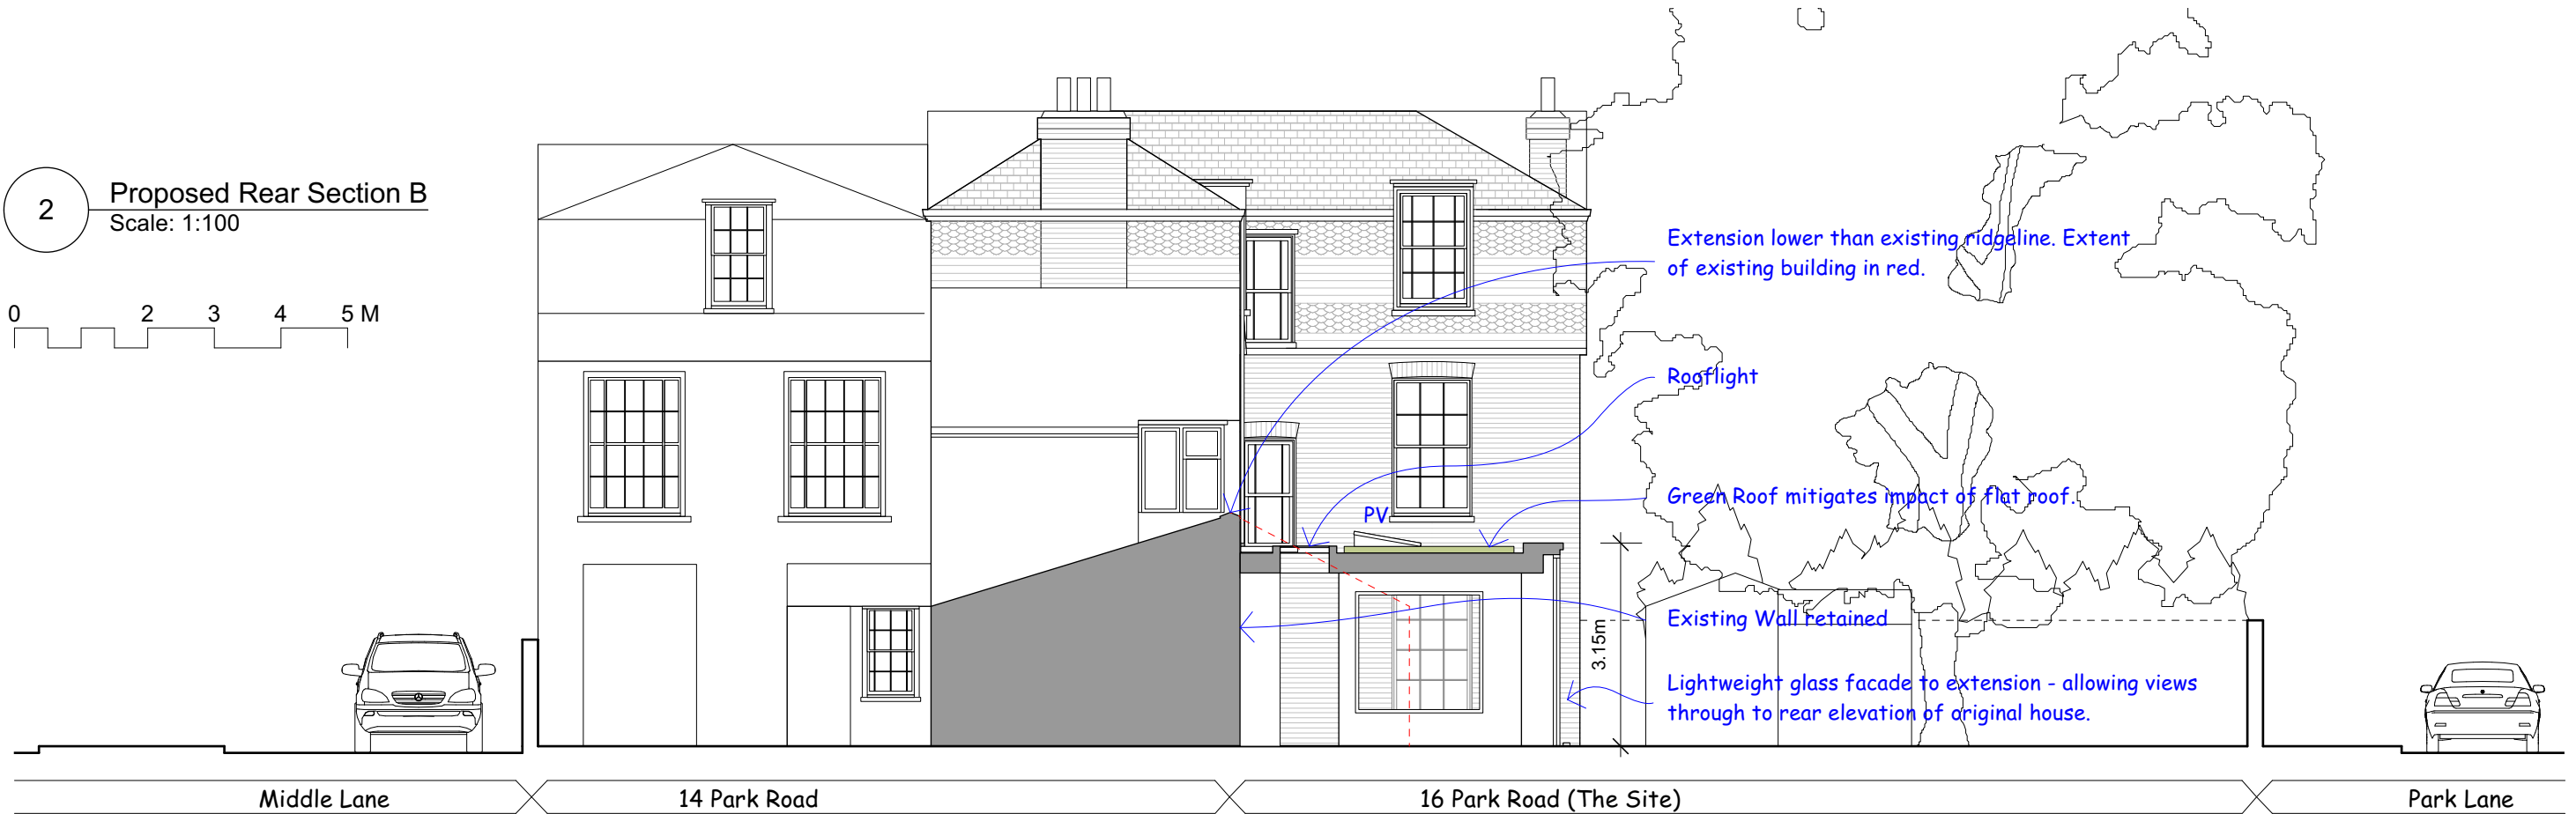 2
Proposed Rear Section B
Scale: 1:100
0 2 3 4 5 M
Extension lower than existing ridgeline. Extent
of existing building in red.
Rooflight
Green Roof mitigates impact of flat roof.
PV
3.15m
Existing Wall retained
Lightweight glass facade to extension - allowing views
through to rear elevation of original house.
Middle Lane
14 Park Road
16 Park Road (The Site)
Park Lane